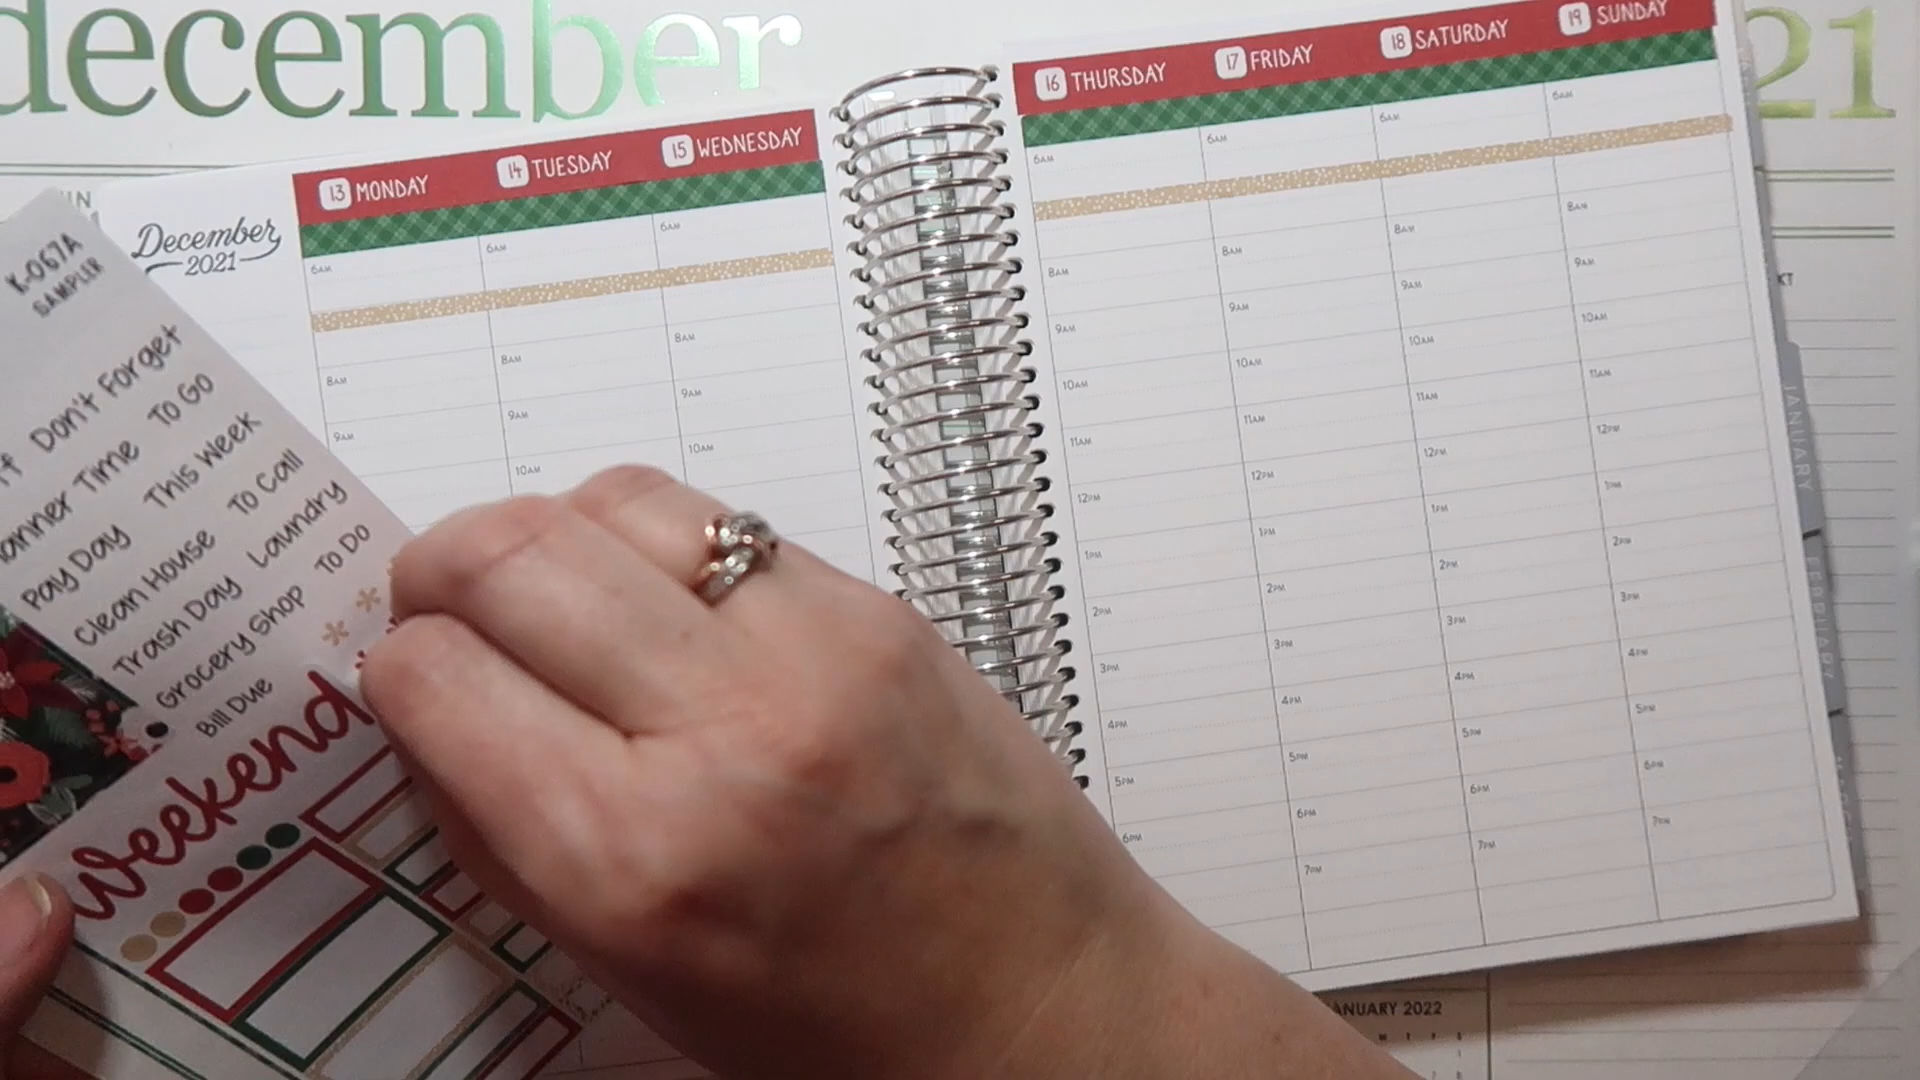 december
21
13 MONDAY
14 TUESDAY
15 WEDNESDAY
16 THURSDAY
17 FRIDAY
18 SATURDAY
19 SUNDAY
December
2021
6AM
6AM
6AM
8AM
8AM
8AM
9AM
9AM
9AM
10AM
10AM
6AM
8AM
9AM
10AM
11AM
12PM
1PM
2PM
3PM
4PM
5PM
6PM
6AM
8AM
9AM
10AM
11AM
12PM
1PM
2PM
3PM
4PM
5PM
6PM
7PM
6AM
8AM
9AM
10AM
11AM
12PM
1PM
2PM
3PM
4PM
5PM
6PM
7PM
6AM
8AM
9AM
10AM
11AM
12PM
1PM
2PM
3PM
4PM
5PM
6PM
7PM
K-067A
SAMPLER
Don't Forget
Time To Go
Pay Day This Week
Clean House To Call
Trash Day Laundry
Grocery Shop To Do
Bill Due
Weekend
JANUARY
FEBRUARY
ANUARY 2022